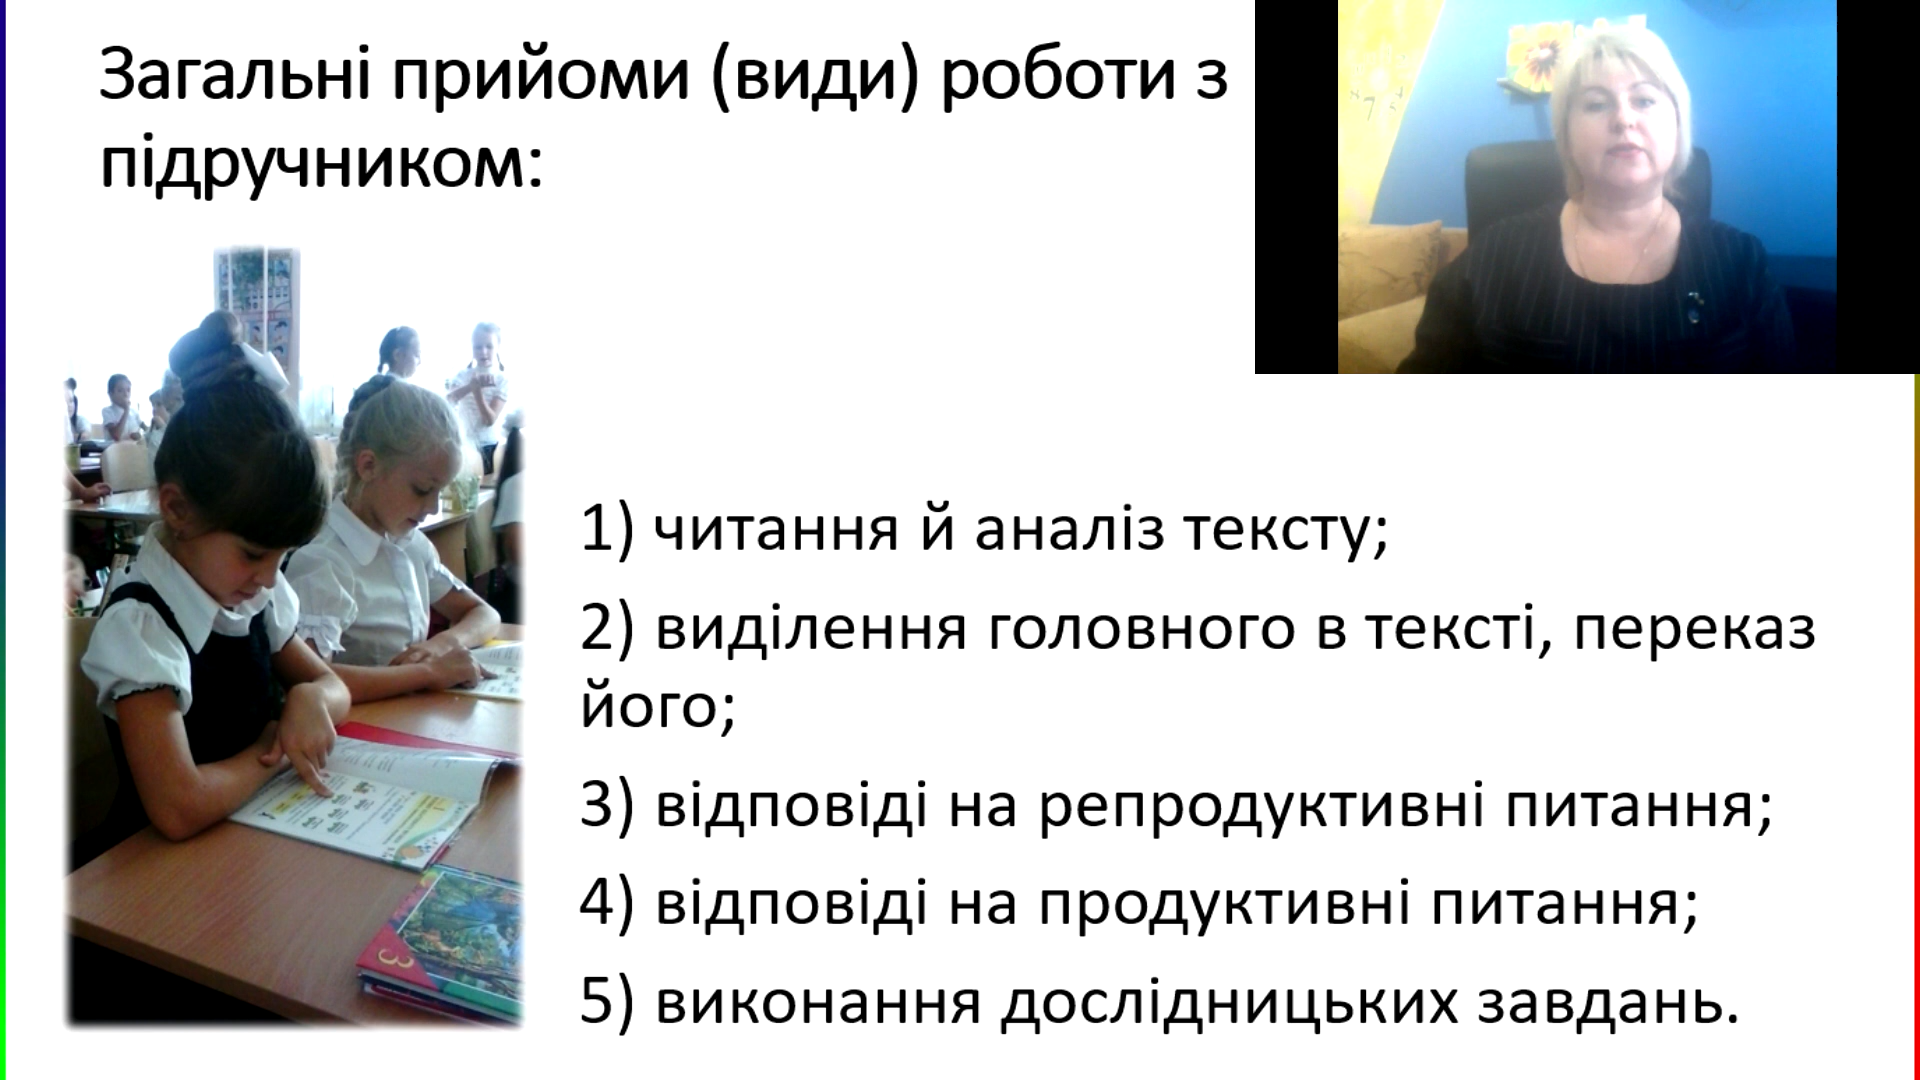 Загальні прийоми (види) роботи з
підручником:
1) читання й аналіз тексту;
2) виділення головного в тексті, переказ
його;
3) відповіді на репродуктивні питання;
4) відповіді на продуктивні питання;
5) виконання дослідницьких завдань.
3